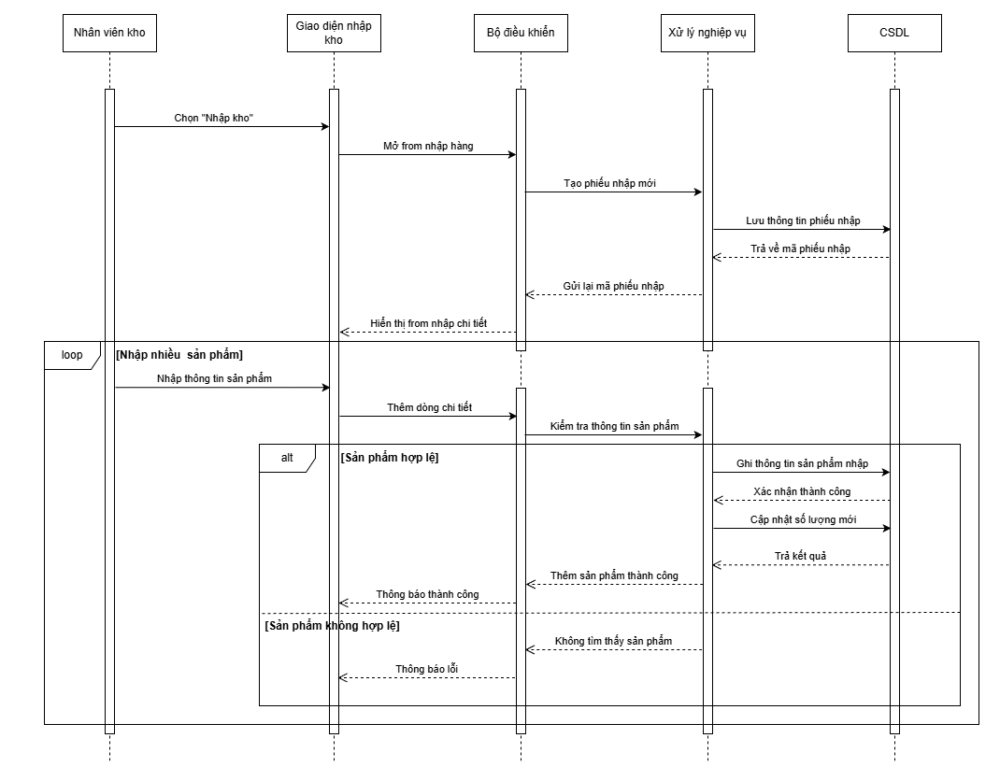 Nhân viên kho
Giao diện nhập
kho
Bộ điều khiển
Xử lý nghiệp vụ
CSDL
Chọn "Nhập kho"
Mở from nhập hàng
Tạo phiếu nhập mới
Lưu thông tin phiếu nhập
Trả về mã phiếu nhập
Gửi lại mã phiếu nhập
Hiển thị from nhập chi tiết
loop
[Nhập nhiều sản phẩm]
Nhập thông tin sản phẩm
Thêm dòng chi tiết
Kiểm tra thông tin sản phẩm
alt
[Sản phẩm hợp lệ]
Ghi thông tin sản phẩm nhập
Xác nhận thành công
Cập nhật số lượng mới
Trả kết quả
Thêm sản phẩm thành công
Thông báo thành công
[Sản phẩm không hợp lệ]
Không tìm thấy sản phẩm
Thông báo lỗi